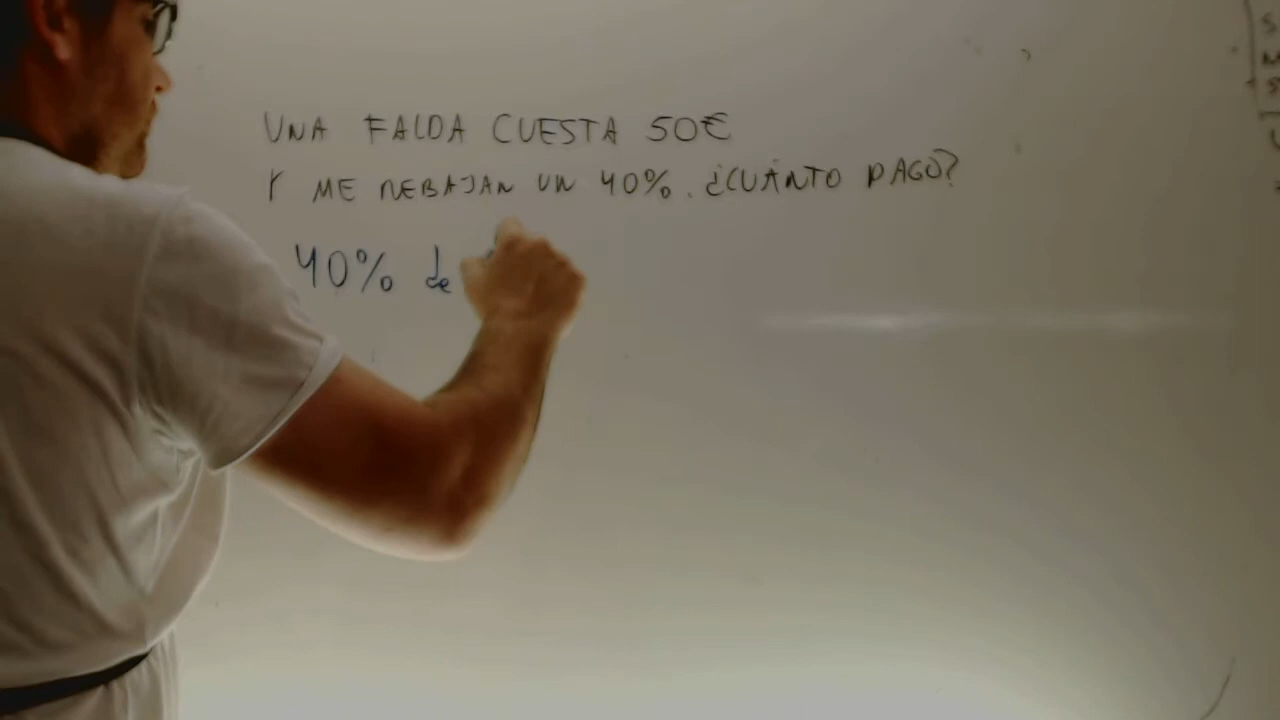 UNA FALDA CUESTA 50€
Y ME REBAJAN UN 40%. ¿CUÁNTO PAGO?
40% de